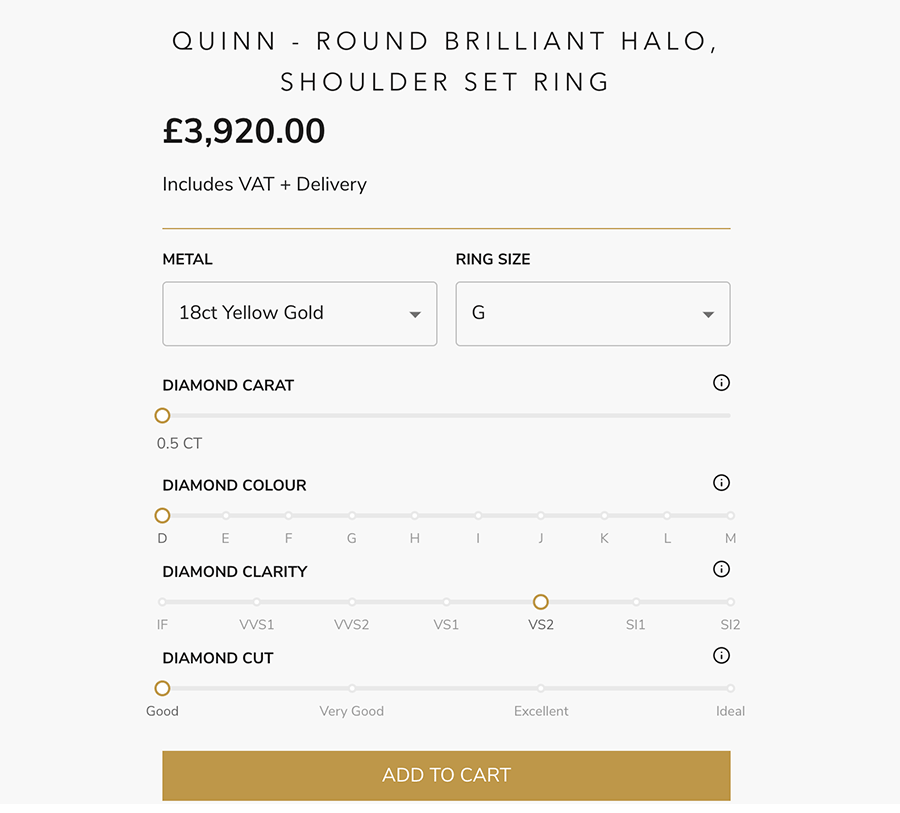 QUINN - ROUND BRILLIANT HALO,
SHOULDER SET RING
£3,920.00
Includes VAT + Delivery
METAL RING SIZE
18ct Yellow Gold G
DIAMOND CARAT
0.5 CT
DIAMOND COLOUR
D E F G H I J K L M
DIAMOND CLARITY
IF VVS1 VVS2 VS1 VS2 SI1 SI2
DIAMOND CUT
Good Very Good Excellent Ideal
ADD TO CART